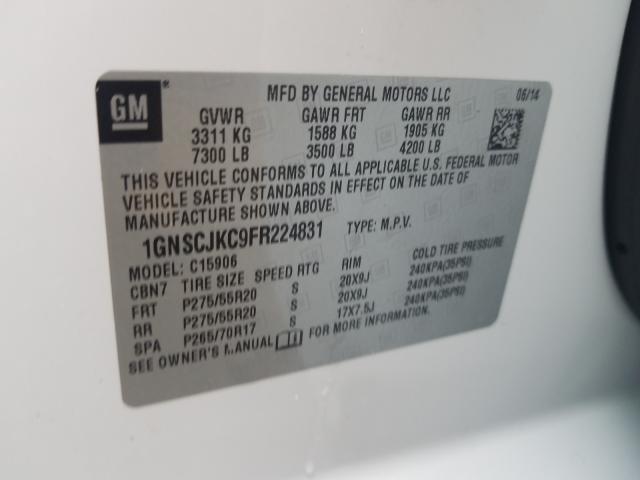 GM
MFD BY GENERAL MOTORS LLC 06/14
GVWR GAWR FRT GAWR RR
3311 KG 1588 KG 1905 KG
7300 LB 3500 LB 4200 LB
THIS VEHICLE CONFORMS TO ALL APPLICABLE U.S. FEDERAL MOTOR
VEHICLE SAFETY STANDARDS IN EFFECT ON THE DATE OF
MANUFACTURE SHOWN ABOVE.
1GNSCJKC9FR224831 TYPE: M.P.V.
MODEL: C15906
CBN7 TIRE SIZE SPEED RTG RIM COLD TIRE PRESSURE
FRT P275/55R20 S 20X9J 240KPA(35PSI)
RR P275/55R20 S 20X9J 240KPA(35PSI)
SPA P265/70R17 S 17X7.5J 240KPA(35PSI)
SEE OWNER'S MANUAL FOR MORE INFORMATION.